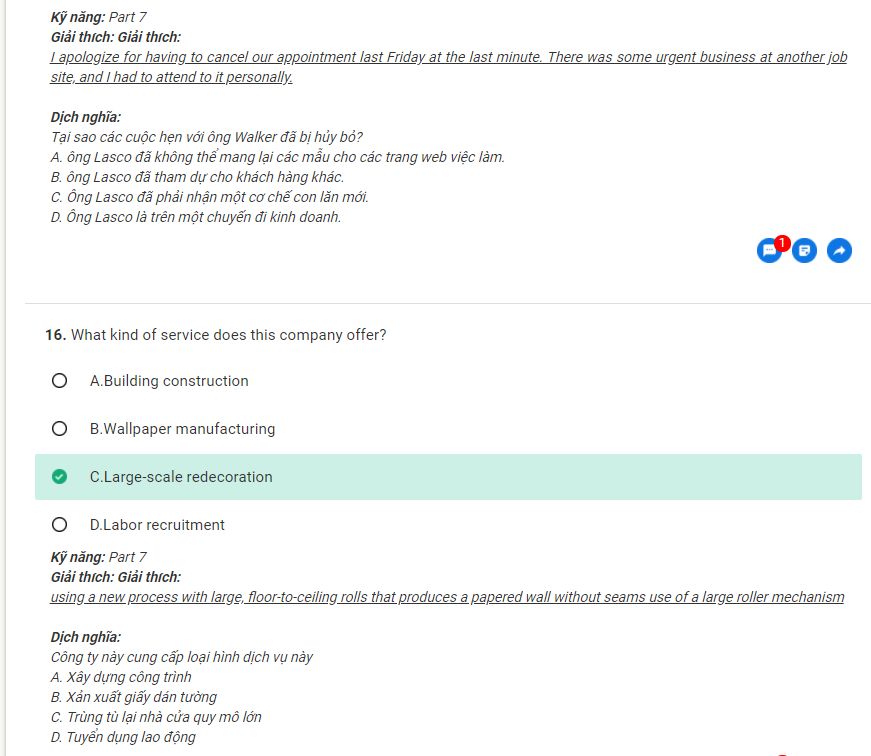 Kỹ năng: Part 7
Giải thích: Giải thích:
I apologize for having to cancel our appointment last Friday at the last minute. There was some urgent business at another job
site, and I had to attend to it personally.
Dịch nghĩa:
Tại sao các cuộc hẹn với ông Walker đã bị hủy bỏ?
A. ông Lasco đã không thể mang lại các mẫu cho các trang web việc làm.
B. ông Lasco đã tham dự cho khách hàng khác.
C. Ông Lasco đã phải nhận một cơ chế con lăn mới.
D. Ông Lasco là trên một chuyến đi kinh doanh.
1
16. What kind of service does this company offer?
A.Building construction
B.Wallpaper manufacturing
C.Large-scale redecoration
D.Labor recruitment
Kỹ năng: Part 7
Giải thích: Giải thích:
using a new process with large, floor-to-ceiling rolls that produces a papered wall without seams use of a large roller mechanism
Dịch nghĩa:
Công ty này cung cấp loại hình dịch vụ này
A. Xây dựng công trình
B. Xản xuất giấy dán tường
C. Trùng tù lại nhà cửa quy mô lớn
D. Tuyển dụng lao động